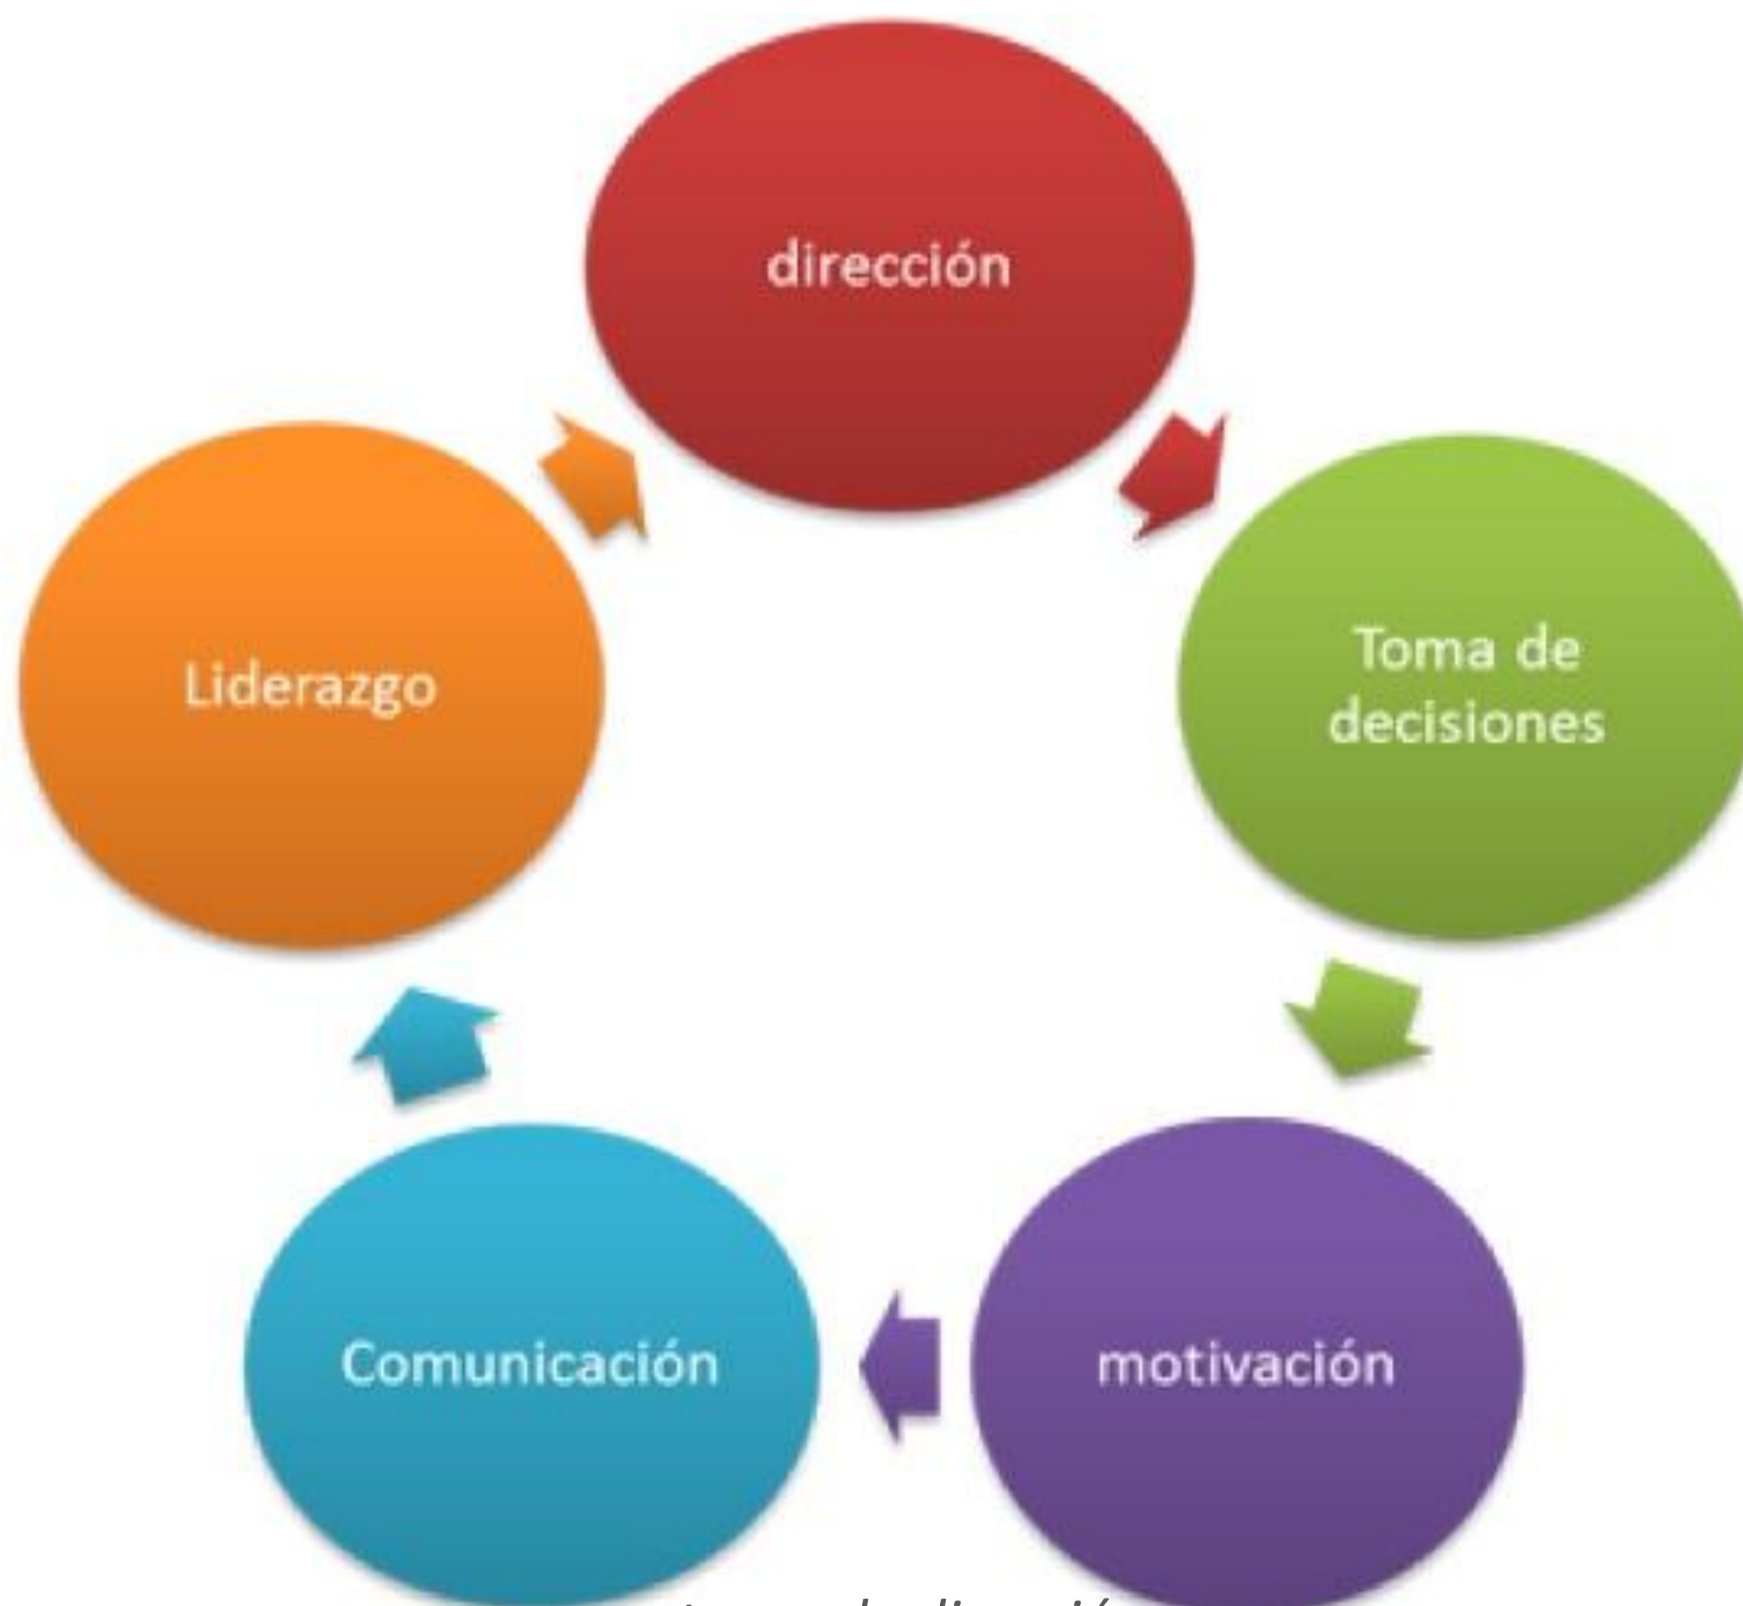 dirección
Toma de
decisiones
motivación
Comunicación
Liderazgo